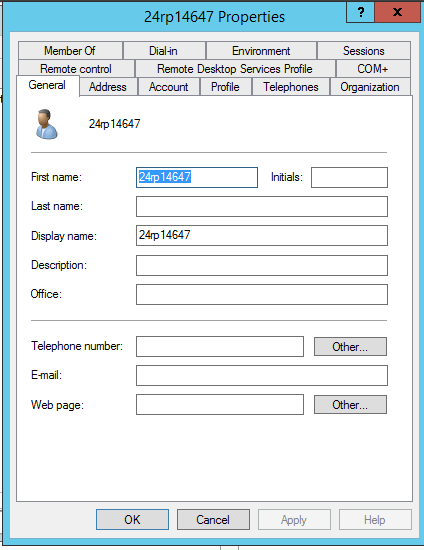 24rp14647 Properties
? x
Member Of Dial-in Environment Sessions
Remote control Remote Desktop Services Profile COM+
General Address Account Profile Telephones Organization
24rp14647
First name: 24rp14647 Initials:
Last name:
Display name: 24rp14647
Description:
Office:
Telephone number: Other...
E-mail:
Web page: Other...
OK Cancel Apply Help